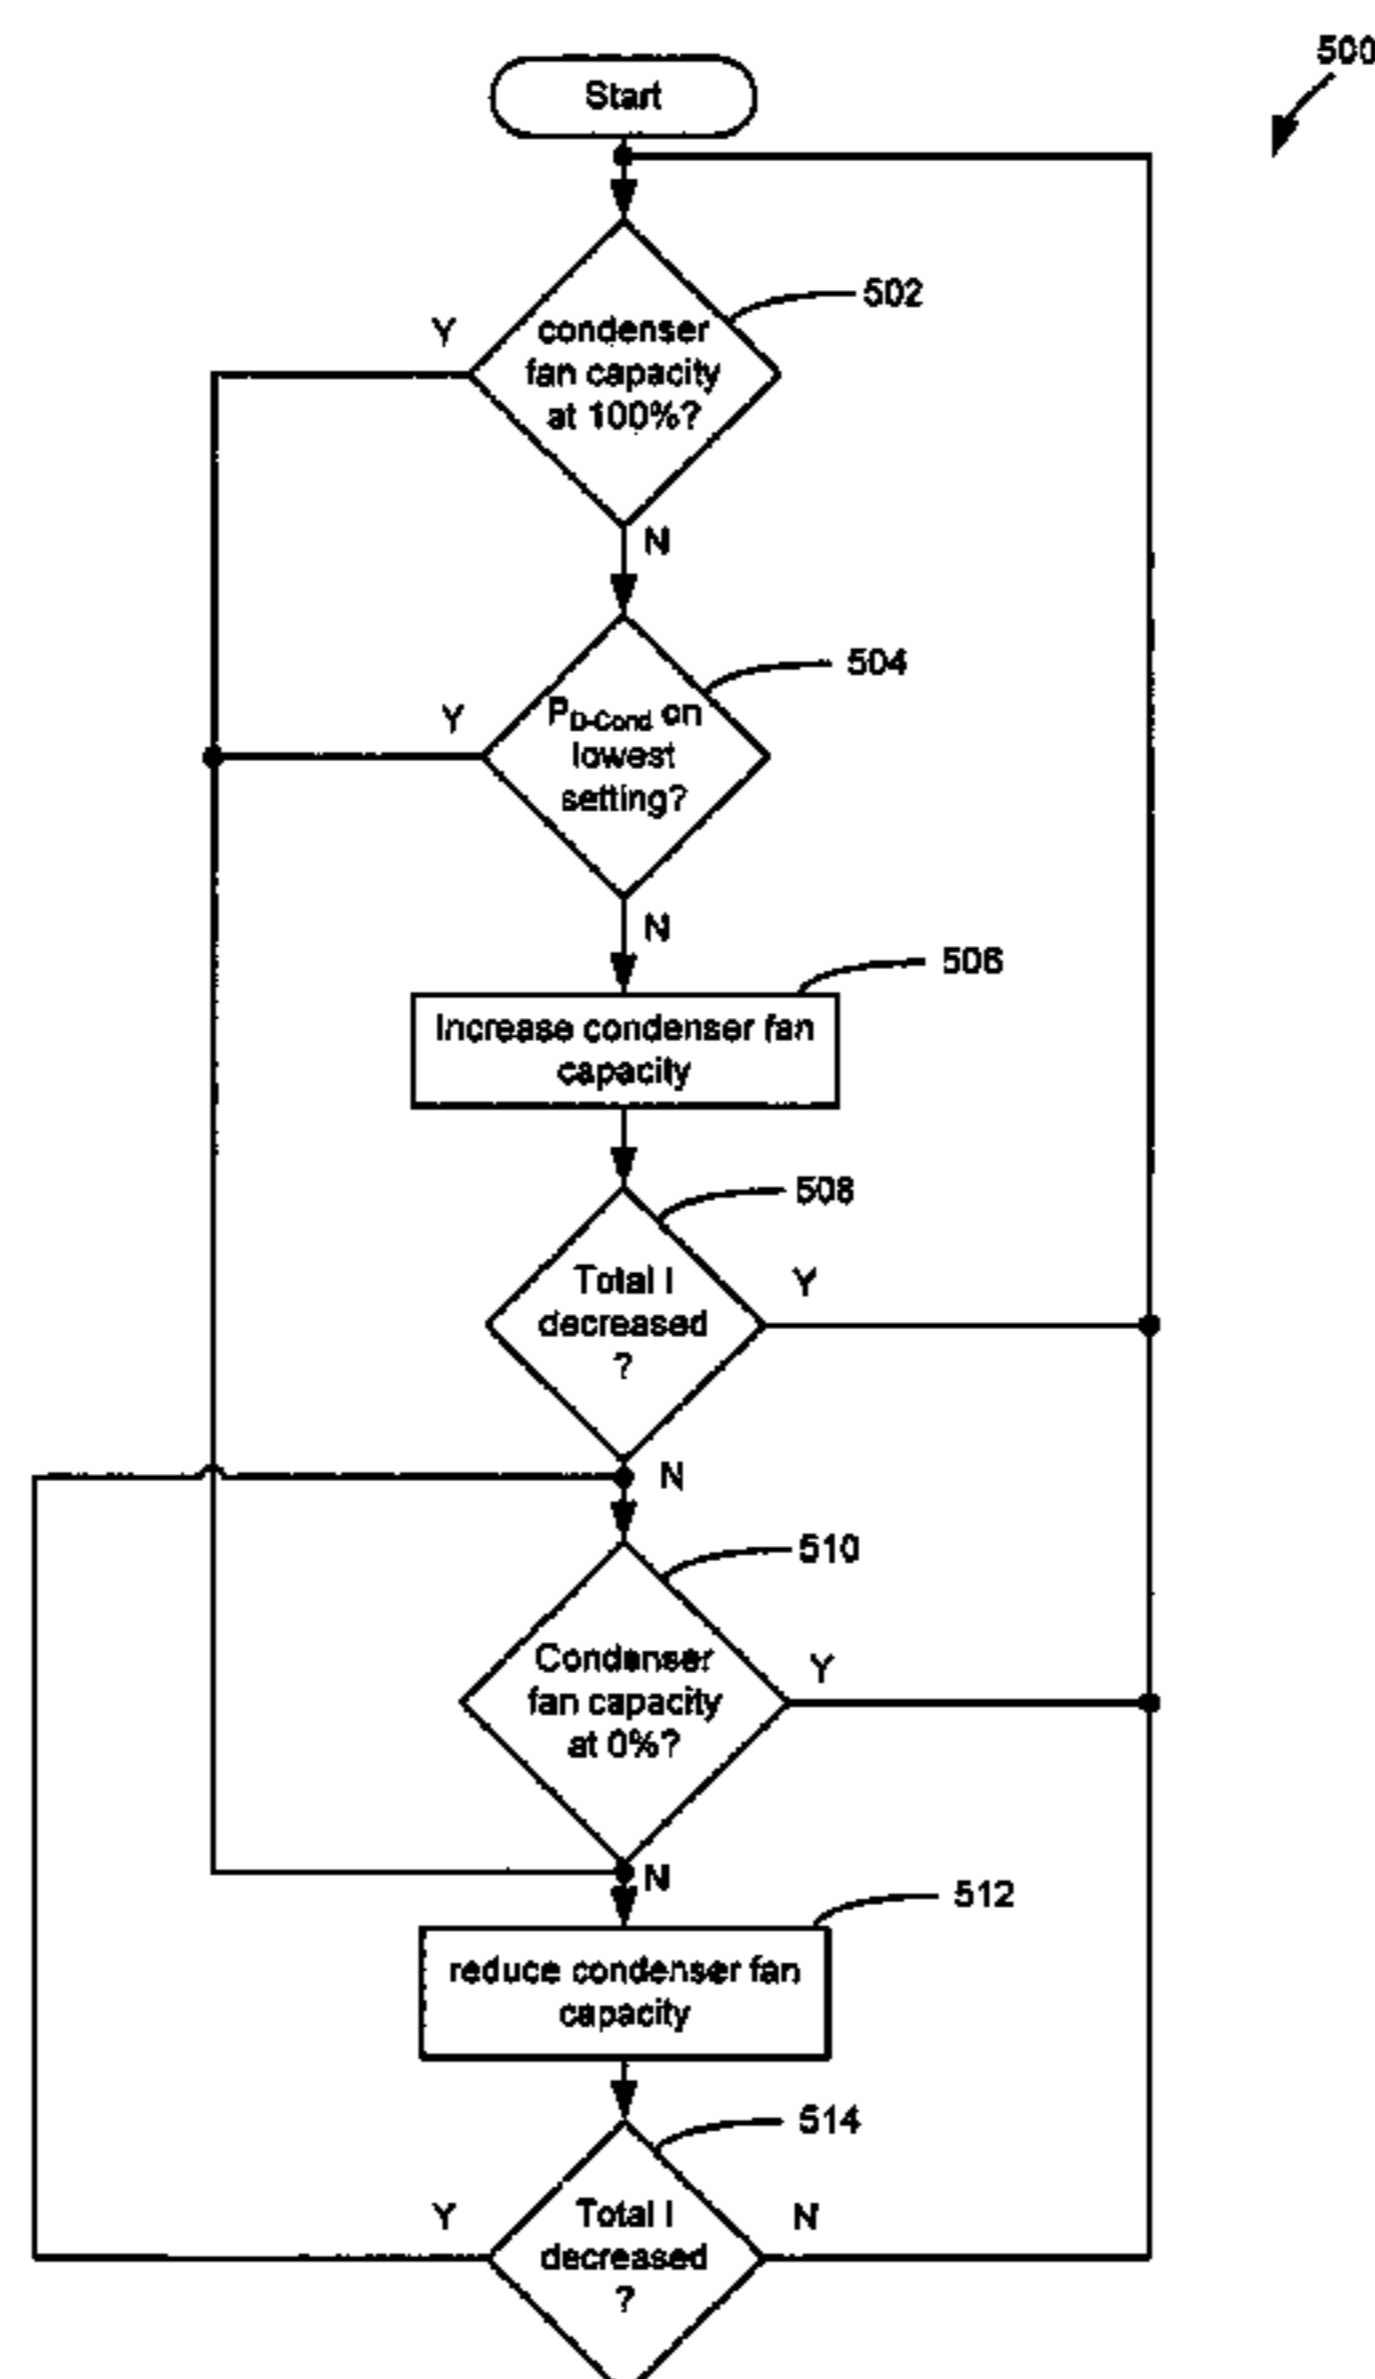 500
Start
502
Y
condenser
fan capacity
at 100%?
N
504
Y
PD-Cond on
lowest
setting?
N
506
Increase condenser fan
capacity
508
Total I
decreased
?
Y
N
510
Condenser
fan capacity
at 0%?
Y
N
512
reduce condenser fan
capacity
514
Y
Total I
decreased
?
N